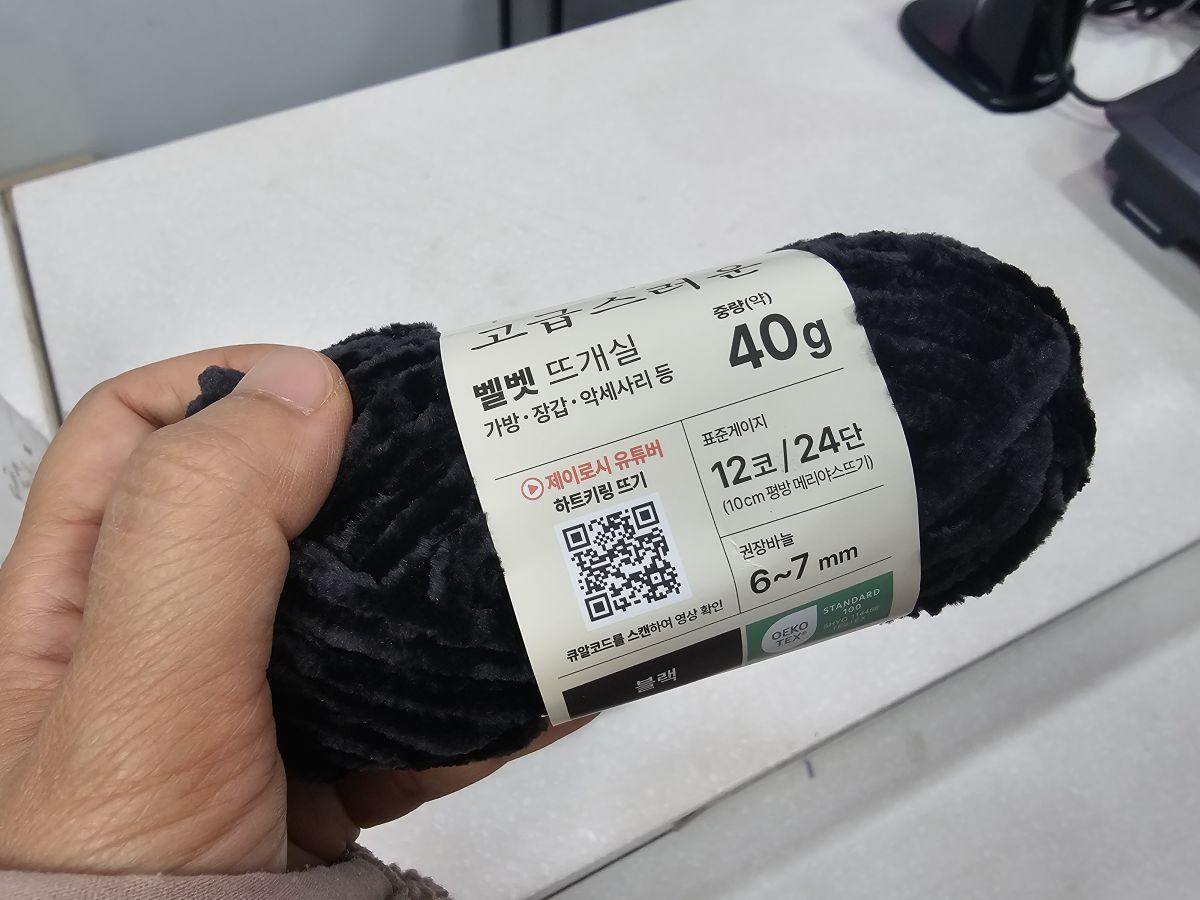 고급스러운
벨벳 뜨개실
가방·장갑·악세사리 등
중량(약)
40g
제이로시 유튜버
하트키링 뜨기
큐알코드를 스캔하여 영상 확인
표준게이지
12코/24단
(10cm 평방 메리야스뜨기)
권장바늘
6~7 mm
블랙
OEKO
TEX®
STANDARD
100